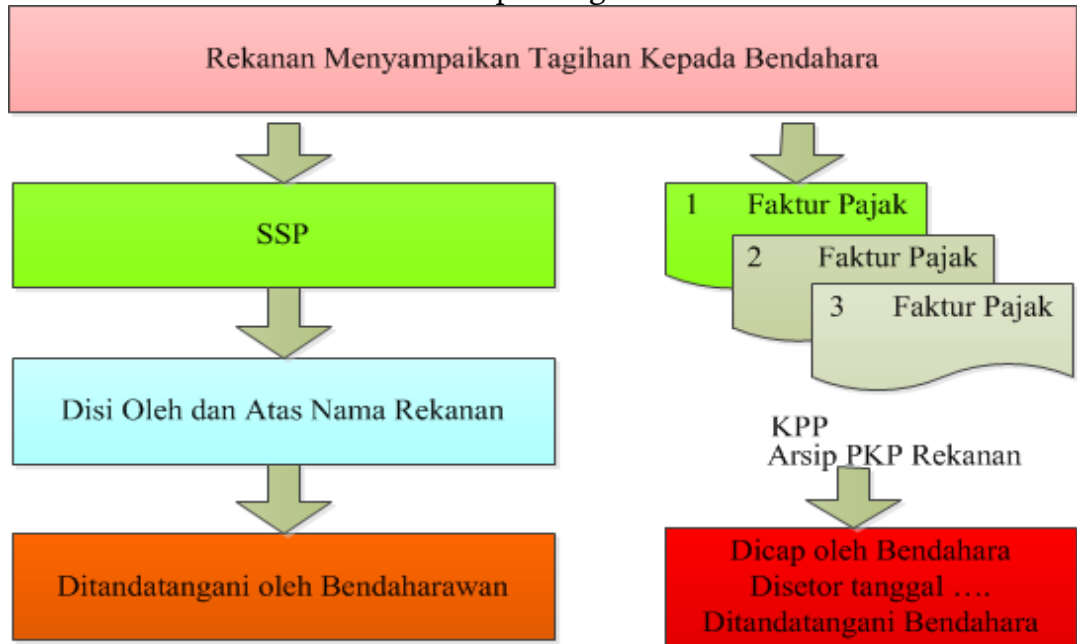 Rekanan Menyampaikan Tagihan Kepada Bendahara
SSP
Disi Oleh dan Atas Nama Rekanan
Ditandatangani oleh Bendaharawan
1 Faktur Pajak
2 Faktur Pajak
3 Faktur Pajak
KPP
Arsip PKP Rekanan
Dicap oleh Bendahara
Disetor tanggal ....
Ditandatangani Bendahara